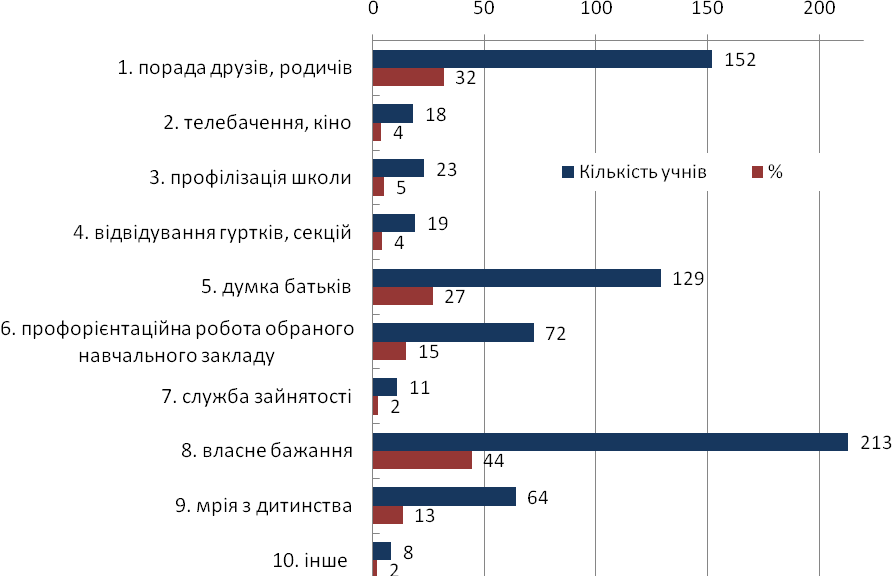 0 50 100 150 200
1. порада друзів, родичів 152
32
2. телебачення, кіно 18
4
3. профілізація школи 23
5
Кількість учнів %
4. відвідування гуртків, секцій 19
4
5. думка батьків 129
27
6. профорієнтаційна робота обраного 72
навчального закладу 15
7. служба зайнятості 11
2
8. власне бажання 213
44
9. мрія з дитинства 64
13
10. інше 8
2